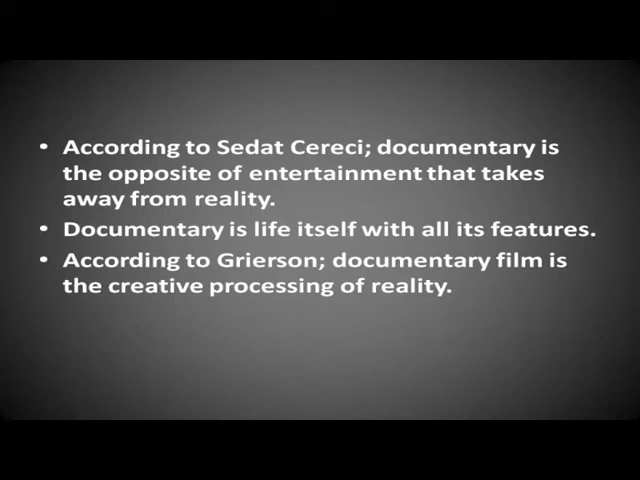 • According to Sedat Cereci; documentary is
the opposite of entertainment that takes
away from reality.
• Documentary is life itself with all its features.
• According to Grierson; documentary film is
the creative processing of reality.